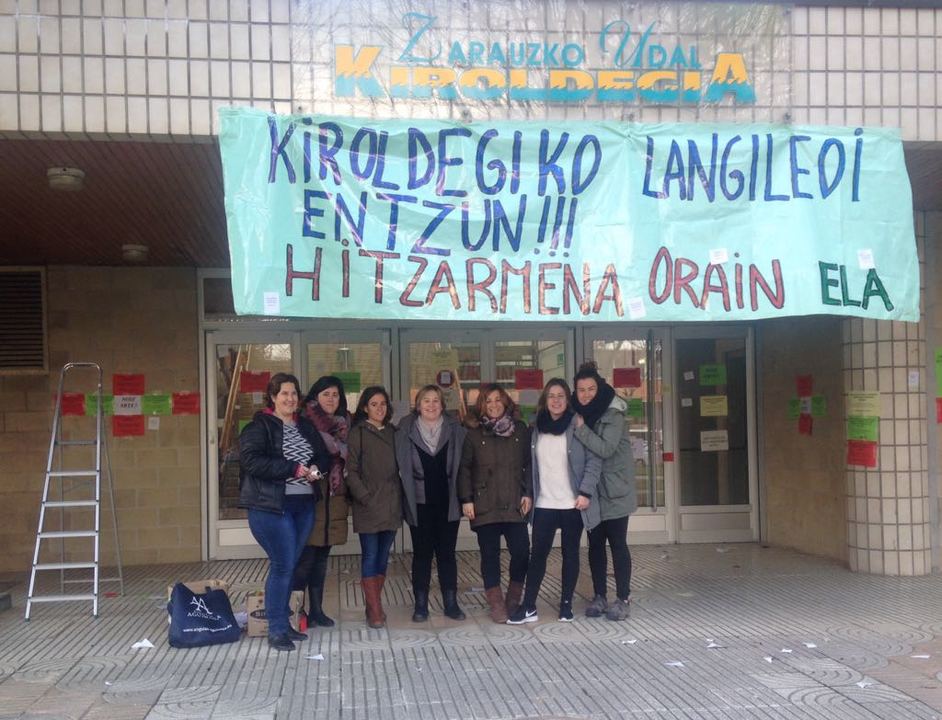 ZARAUZKO UDAL
KIROLDEGIA
KIROLDEGIKO LANGILEOI
ENTZUN!!!
HITZARMENA ORAIN ELA